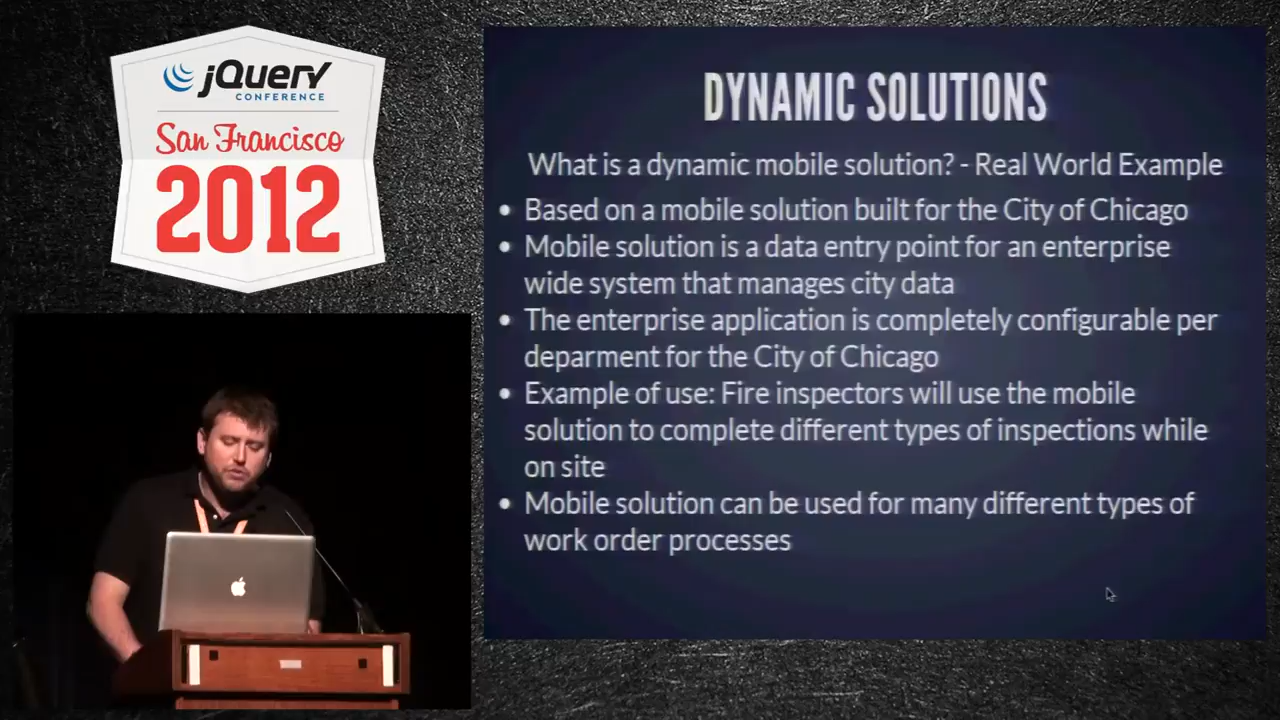 jQuery
CONFERENCE
San Francisco
2012
DYNAMIC SOLUTIONS
What is a dynamic mobile solution? - Real World Example
• Based on a mobile solution built for the City of Chicago
• Mobile solution is a data entry point for an enterprise
wide system that manages city data
• The enterprise application is completely configurable per
deparment for the City of Chicago
• Example of use: Fire inspectors will use the mobile
solution to complete different types of inspections while
on site
• Mobile solution can be used for many different types of
work order processes